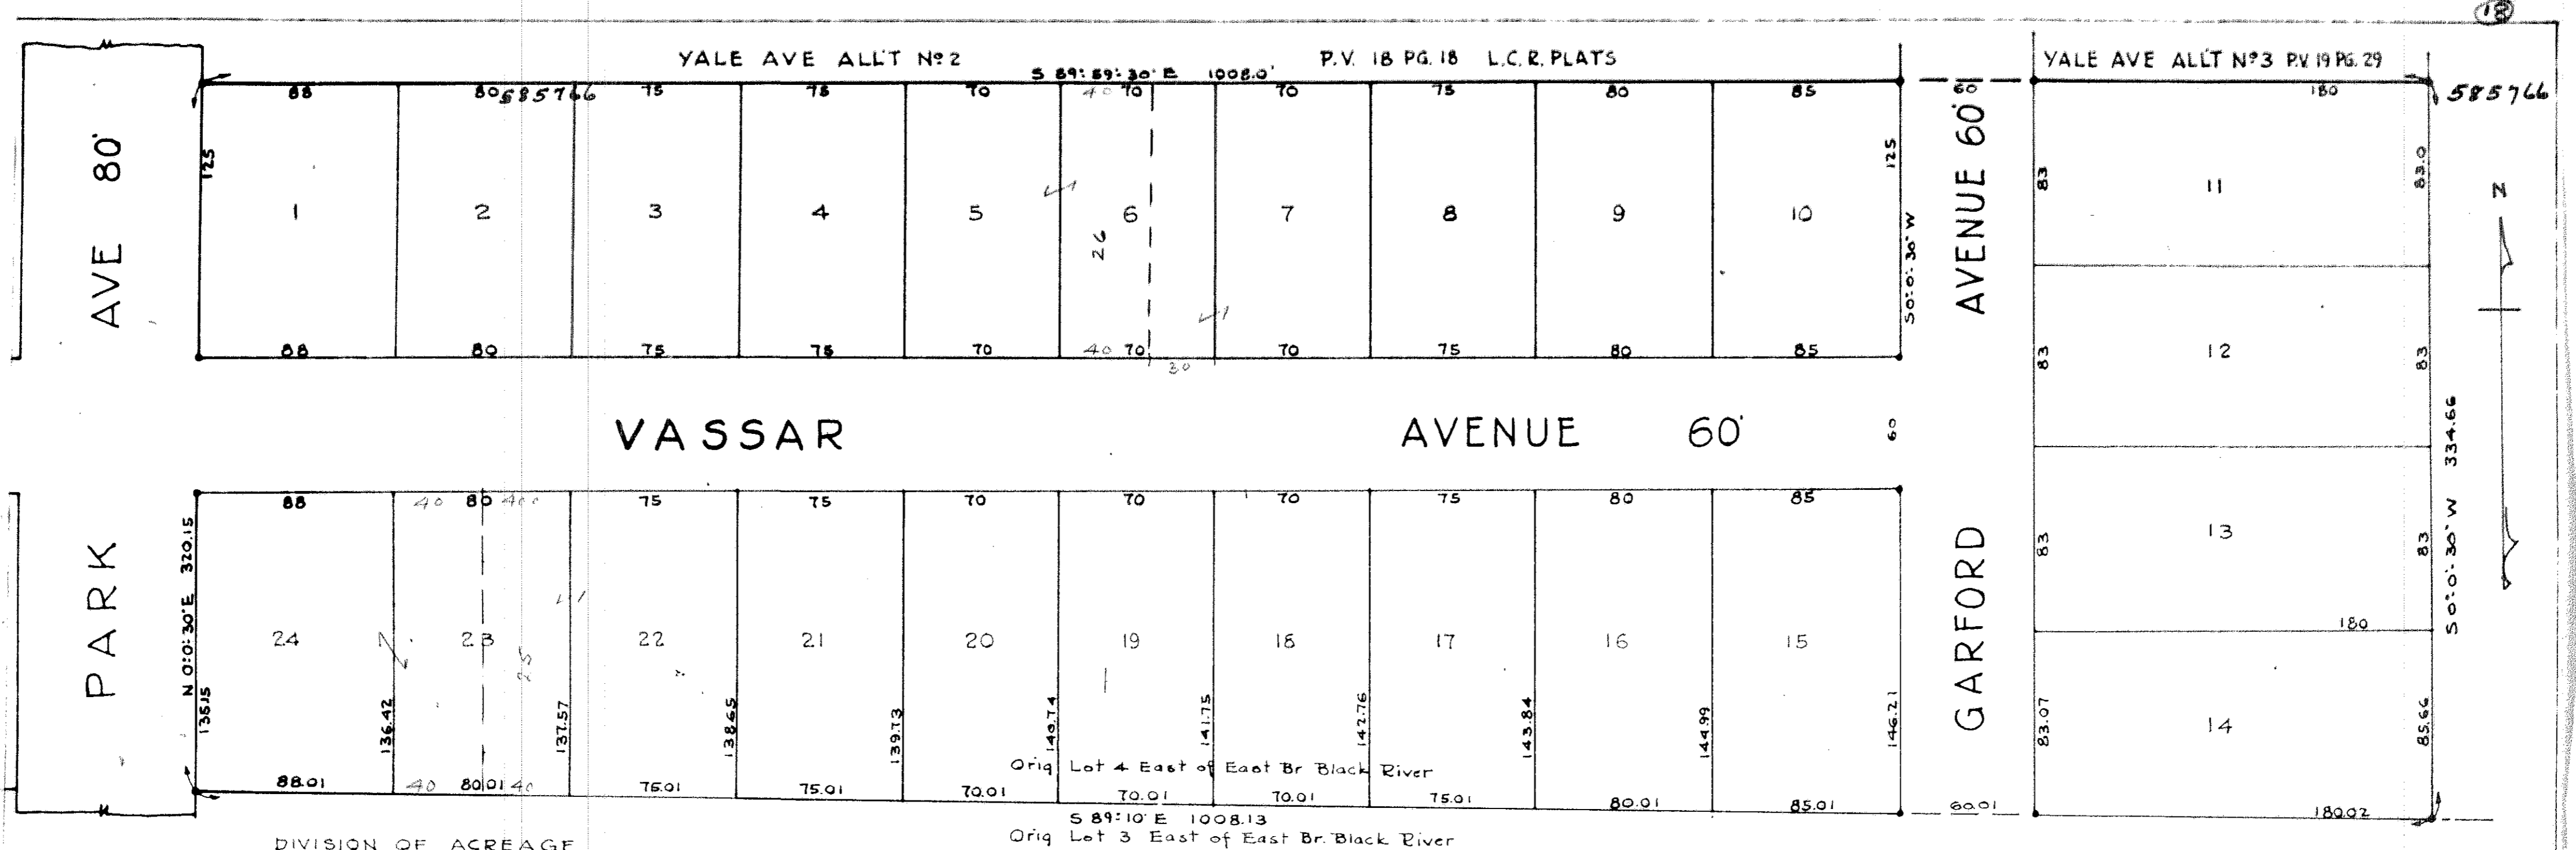 18
YALE AVE ALL'T Nº 2 P.V. 18 PG. 18 L.C.R. PLATS
YALE AVE ALL'T Nº3 P.V. 19 PG. 29
S 89°59'30" E 1008.0'
88 80 585766 75 75 70 40 70 70 75 80 85 60 180 585766
AVE 80'
125
125
S 0°0'30" W
AVENUE 60'
83
83.0
N
1 2 3 4 5 6 7 8 9 10 11
26
83 12 83
88 80 75 75 70 40 70 70 75 80 85
30
VASSAR AVENUE 60'
60
334.66
S 0°0'30" W
88 40 80 40 75 75 70 70 70 75 80 85
83 13 83
PARK
N 0°0'30" E 320.15
GARFORD
180
24 23 22 21 20 19 18 17 16 15
25
135.15 136.42 137.57 138.65 139.73 140.74 141.75 142.76 143.84 144.99 146.21
83.07 14 85.66
Orig Lot 4 East of East Br Black River
88.01 40 80.01 40 75.01 75.01 70.01 70.01 70.01 75.01 80.01 85.01 60.01 180.02
S 89°10' E 1008.13
Orig Lot 3 East of East Br. Black River
DIVISION OF ACREAGE